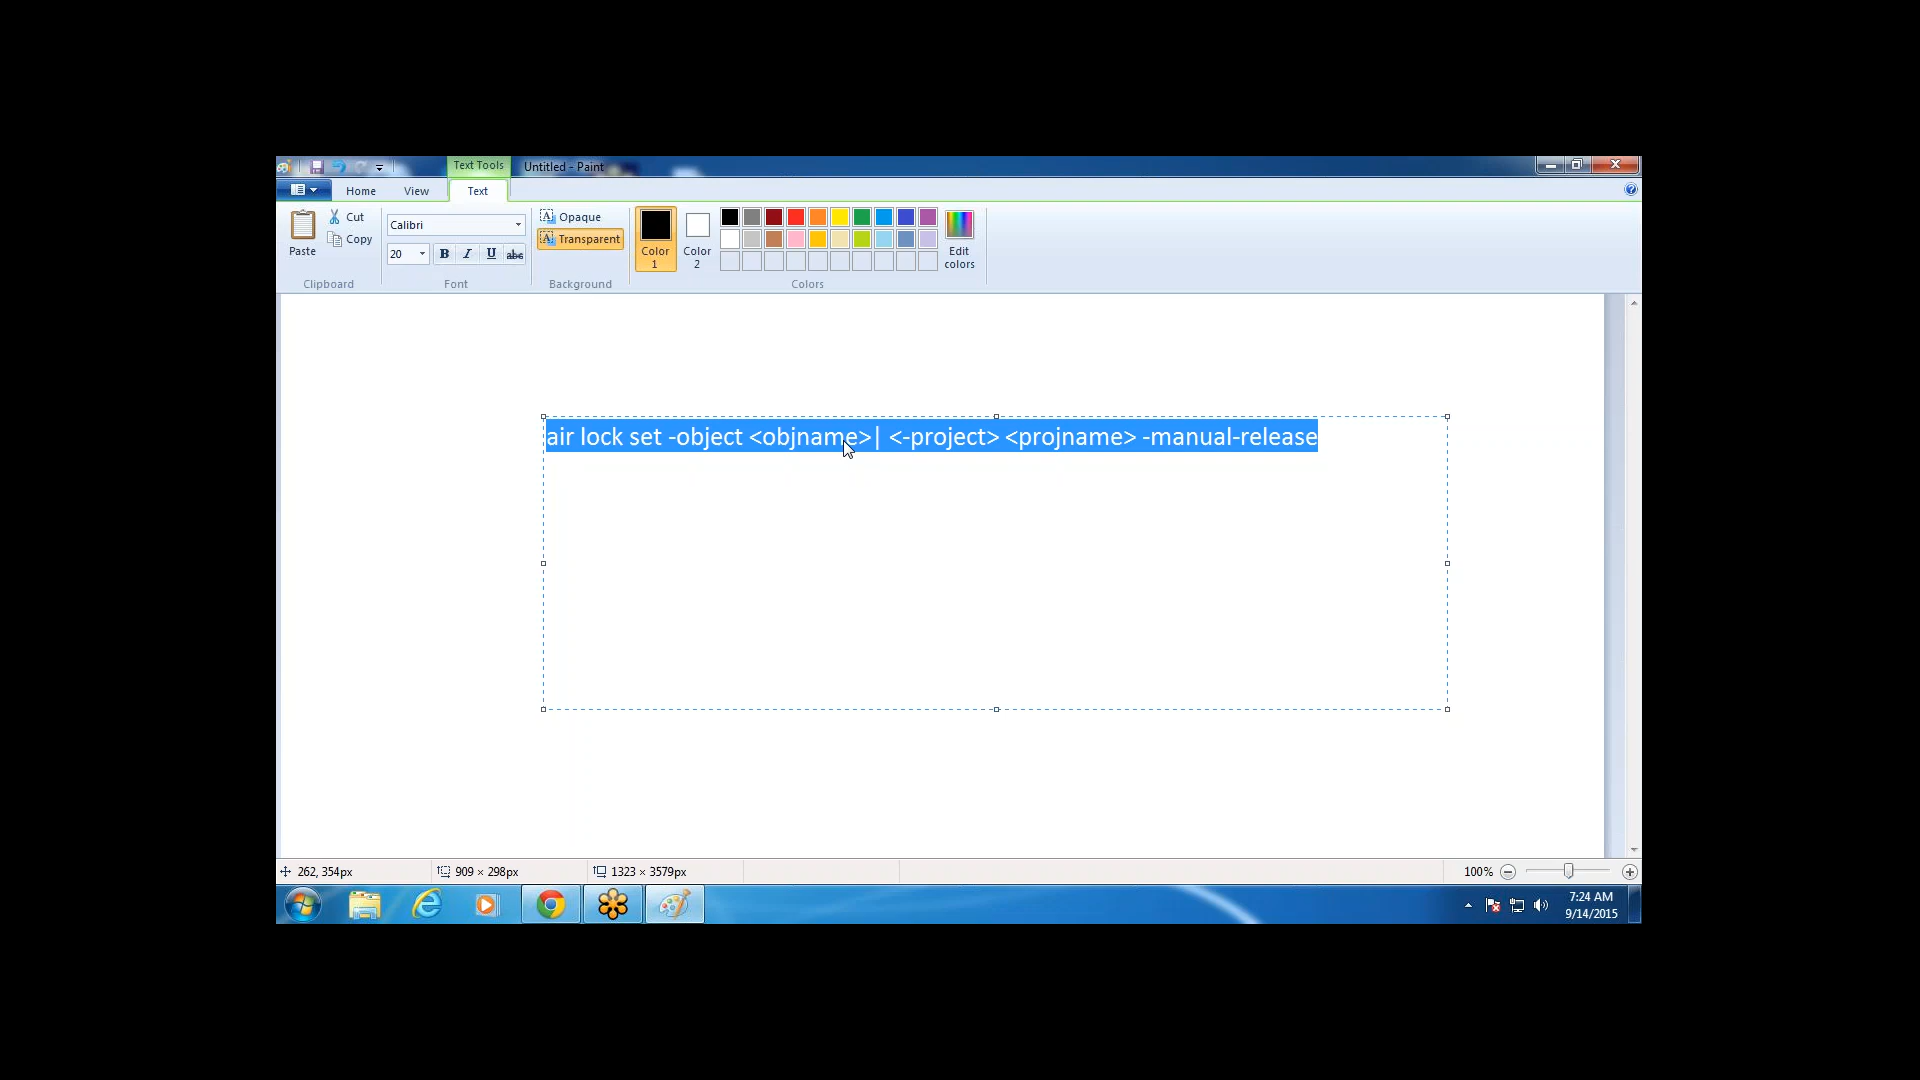 Text Tools
Untitled - Paint
Home
View
Text
Paste
Cut
Copy
Clipboard
Calibri
20
B
I
U
abc
Font
Opaque
Transparent
Background
Color
1
Color
2
Edit
colors
Colors
air lock set -object <objname>| <-project> <projname> -manual-release
262, 354px
909 × 298px
1323 × 3579px
100%
7:24 AM
9/14/2015